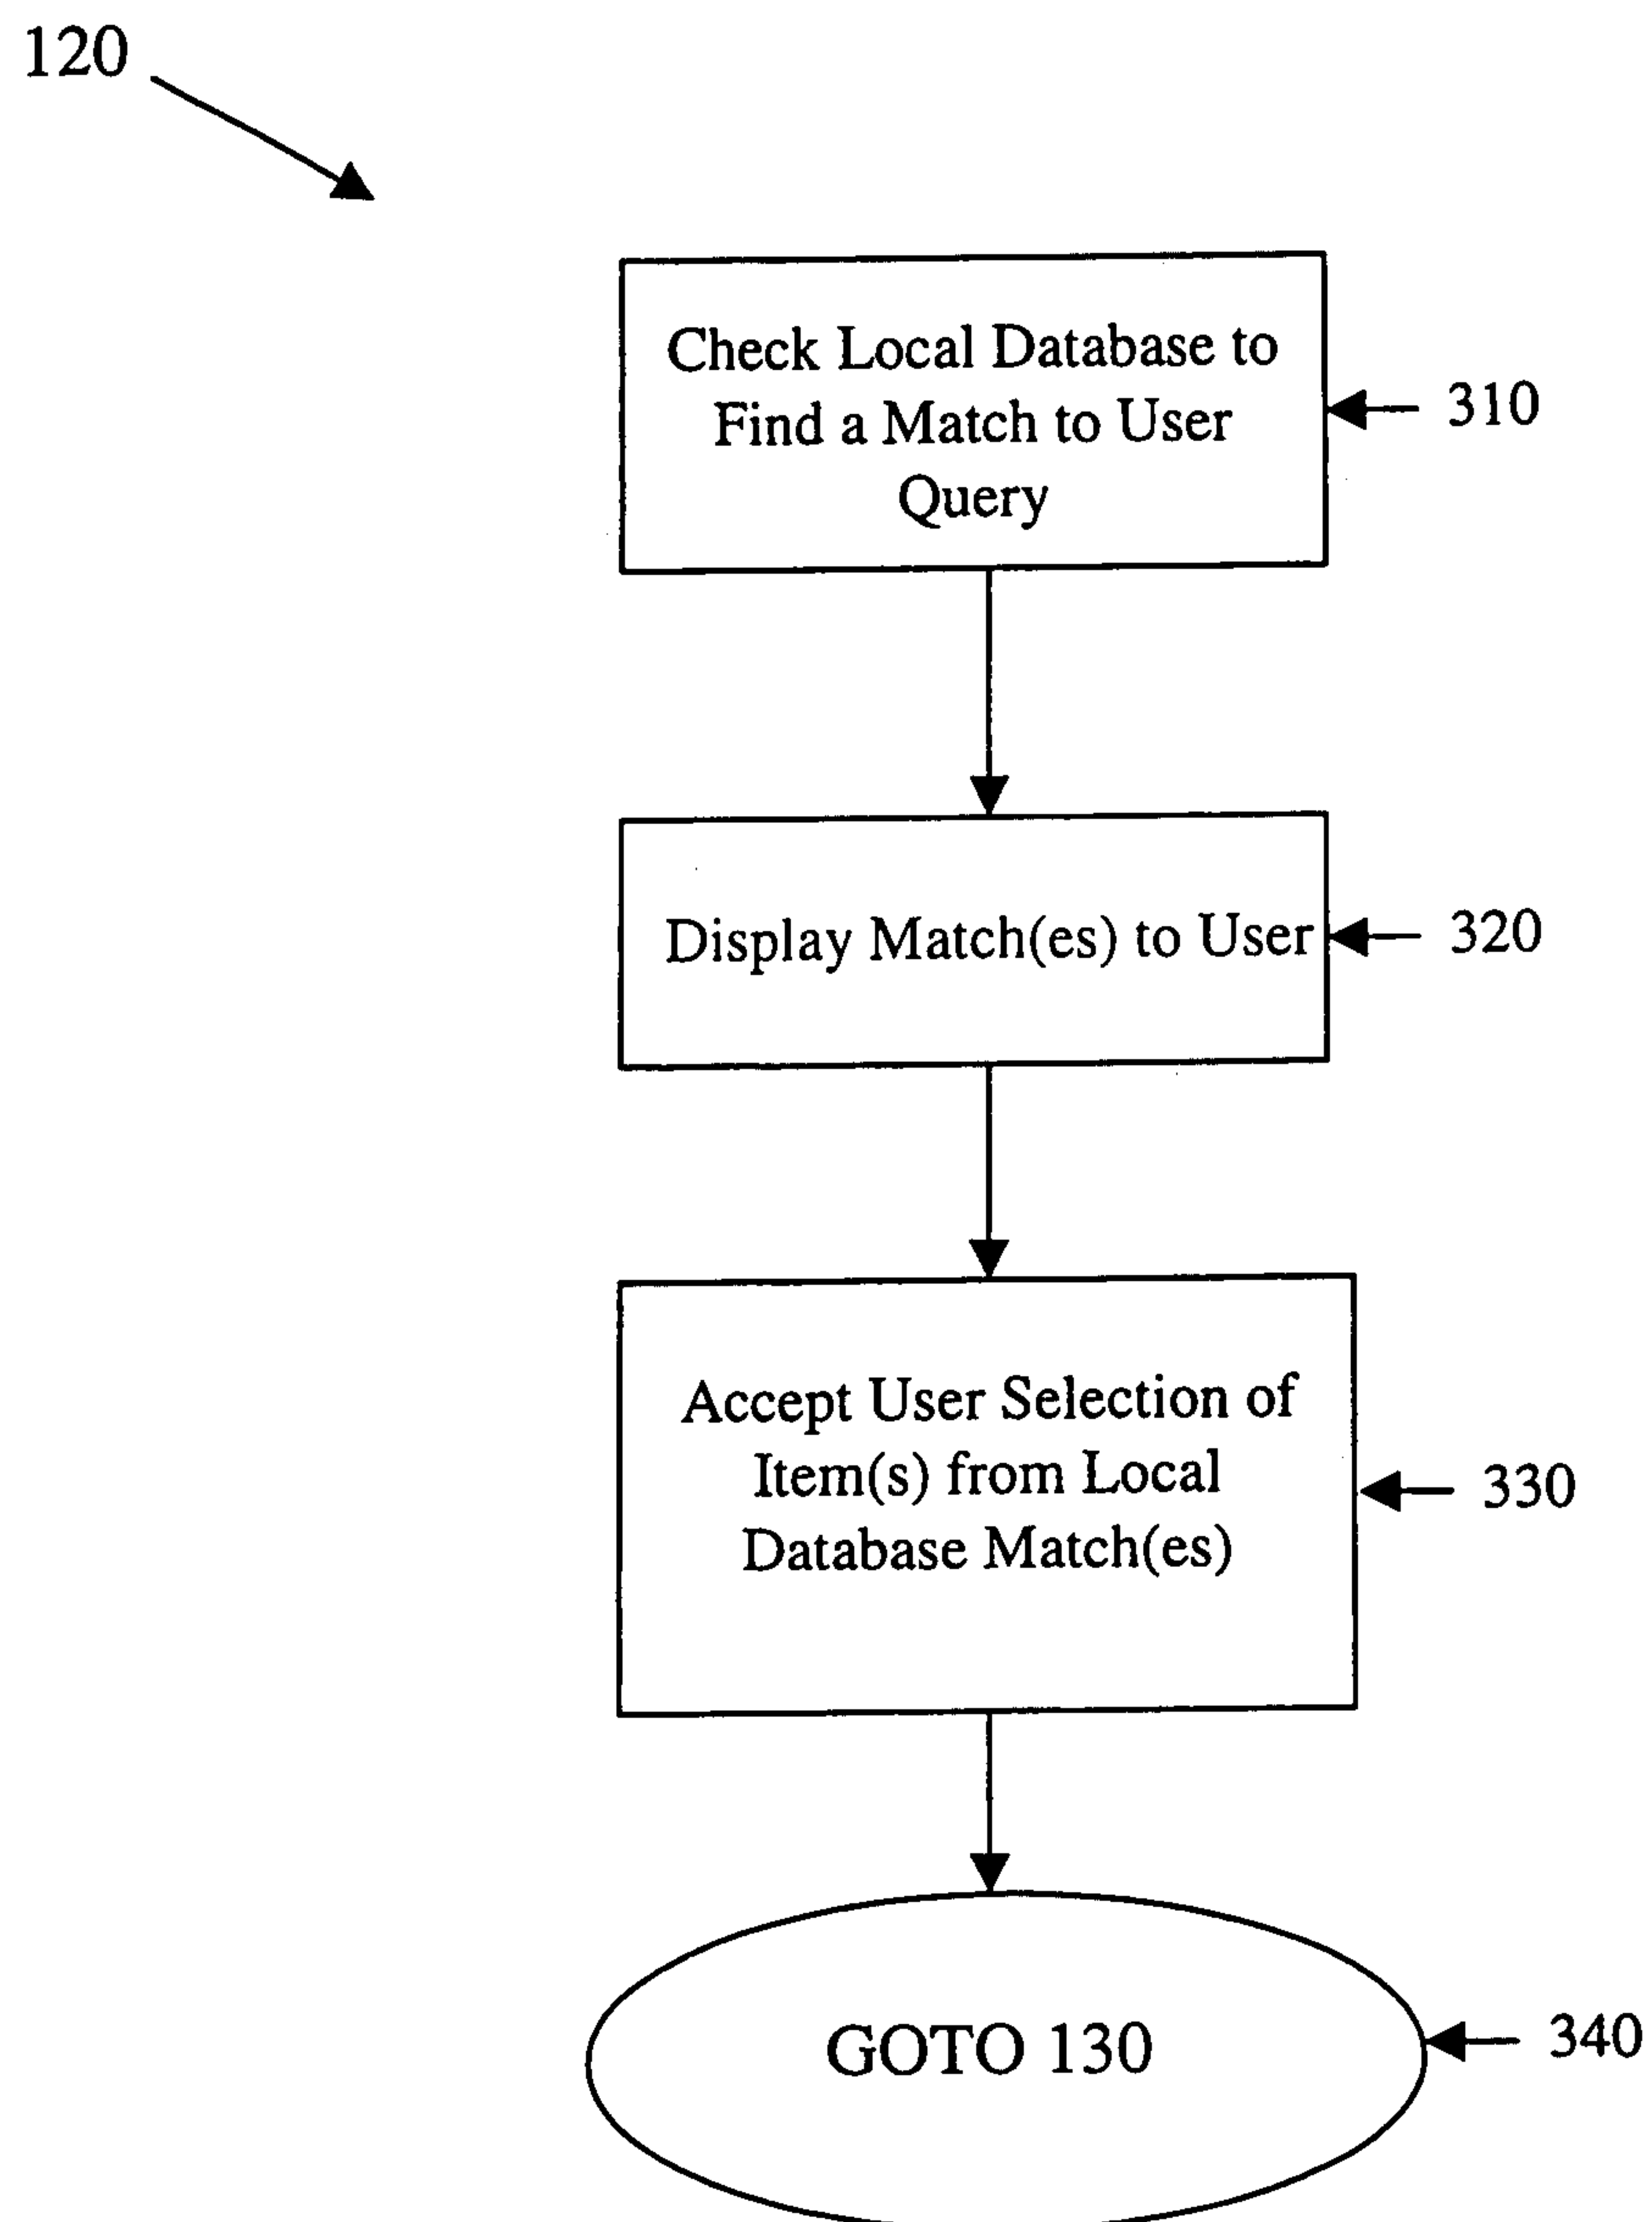 120
Check Local Database to
Find a Match to User
Query
310
Display Match(es) to User
320
Accept User Selection of
Item(s) from Local
Database Match(es)
330
GOTO 130
340